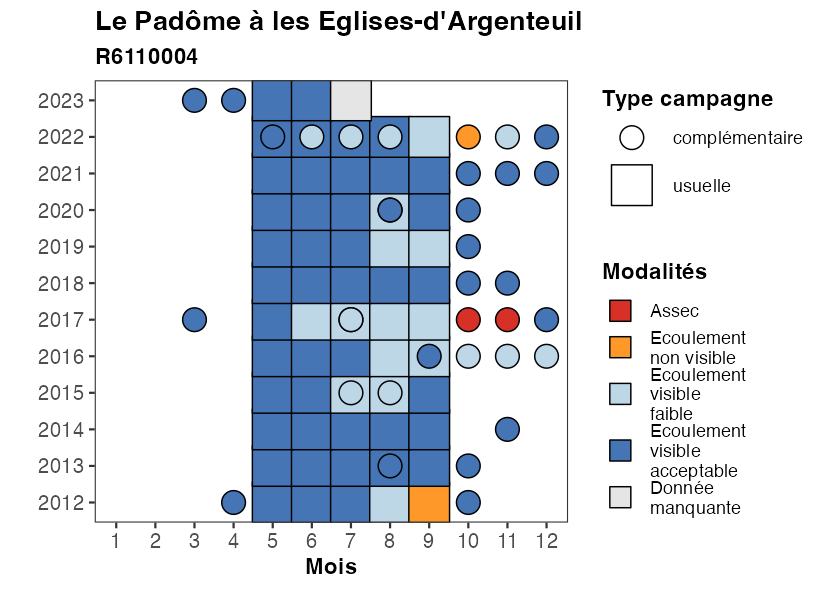 Le Padôme à les Eglises-d'Argenteuil
R6110004
2023
2022
2021
2020
2019
2018
2017
2016
2015
2014
2013
2012
1 2 3 4 5 6 7 8 9 10 11 12
Mois
Type campagne
complémentaire
usuelle
Modalités
Assec
Ecoulement
non visible
Ecoulement
visible
faible
Ecoulement
visible
acceptable
Donnée
manquante